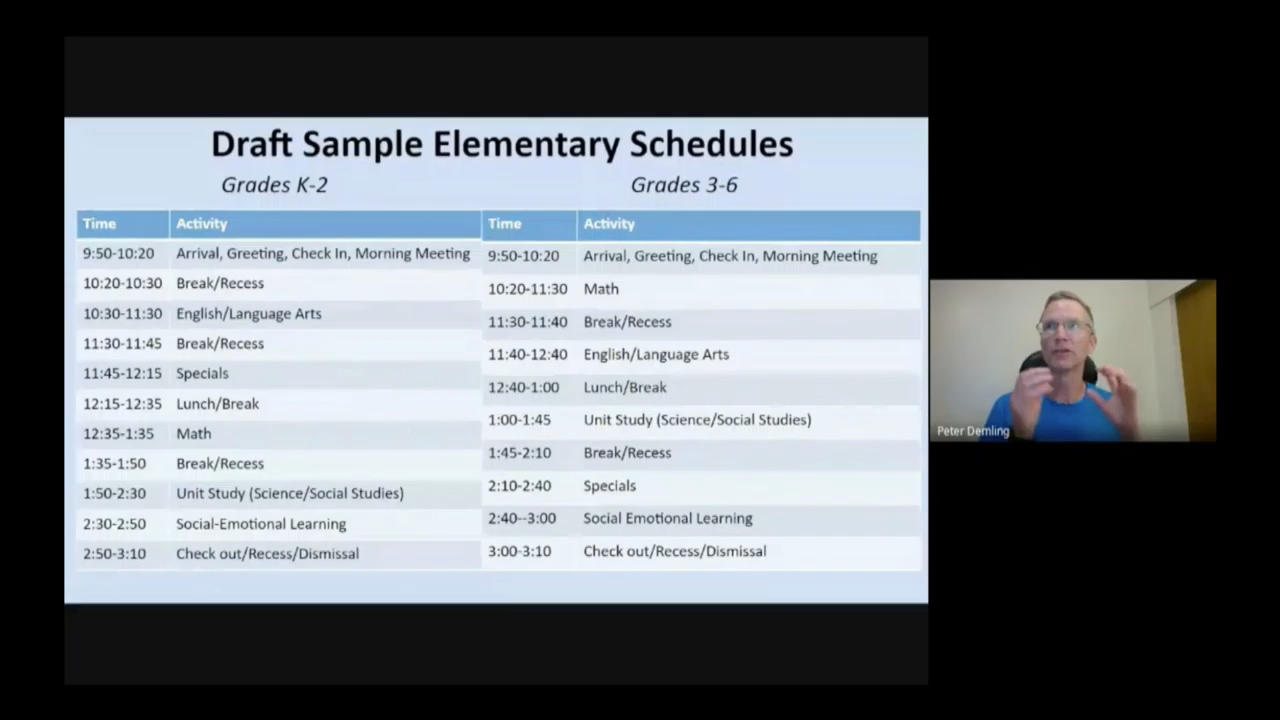 Draft Sample Elementary Schedules
Grades K-2
Time Activity
9:50-10:20 Arrival, Greeting, Check In, Morning Meeting
10:20-10:30 Break/Recess
10:30-11:30 English/Language Arts
11:30-11:45 Break/Recess
11:45-12:15 Specials
12:15-12:35 Lunch/Break
12:35-1:35 Math
1:35-1:50 Break/Recess
1:50-2:30 Unit Study (Science/Social Studies)
2:30-2:50 Social-Emotional Learning
2:50-3:10 Check out/Recess/Dismissal
Grades 3-6
Time Activity
9:50-10:20 Arrival, Greeting, Check In, Morning Meeting
10:20-11:30 Math
11:30-11:40 Break/Recess
11:40-12:40 English/Language Arts
12:40-1:00 Lunch/Break
1:00-1:45 Unit Study (Science/Social Studies)
1:45-2:10 Break/Recess
2:10-2:40 Specials
2:40--3:00 Social Emotional Learning
3:00-3:10 Check out/Recess/Dismissal
Peter Demling